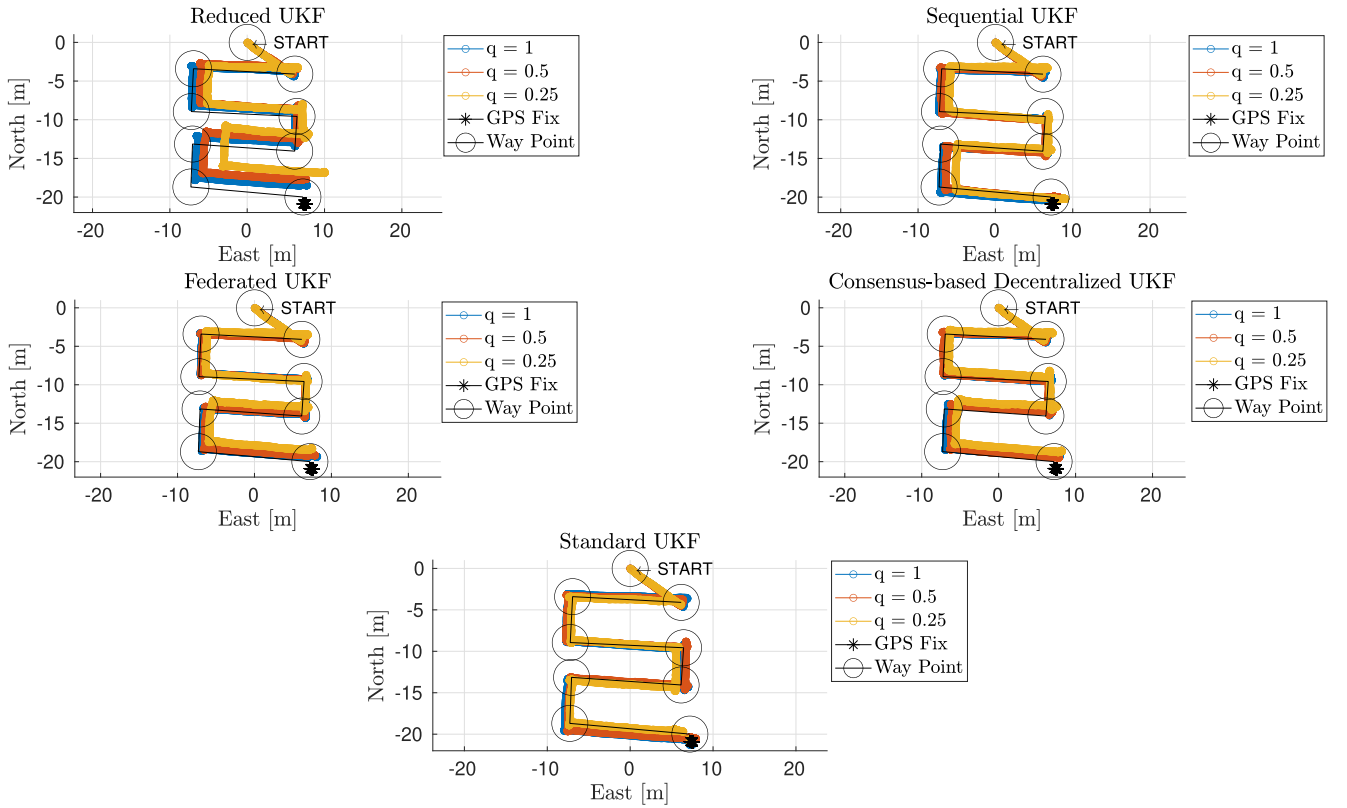 Reduced UKF
START
0
-5
-10
-15
-20
North [m]
-20 -10 0 10 20
East [m]
q = 1
q = 0.5
q = 0.25
GPS Fix
Way Point
Sequential UKF
START
0
-5
-10
-15
-20
North [m]
-20 -10 0 10 20
East [m]
q = 1
q = 0.5
q = 0.25
GPS Fix
Way Point
Federated UKF
START
0
-5
-10
-15
-20
North [m]
-20 -10 0 10 20
East [m]
q = 1
q = 0.5
q = 0.25
GPS Fix
Way Point
Consensus-based Decentralized UKF
START
0
-5
-10
-15
-20
North [m]
-20 -10 0 10 20
East [m]
q = 1
q = 0.5
q = 0.25
GPS Fix
Way Point
Standard UKF
START
0
-5
-10
-15
-20
North [m]
-20 -10 0 10 20
East [m]
q = 1
q = 0.5
q = 0.25
GPS Fix
Way Point